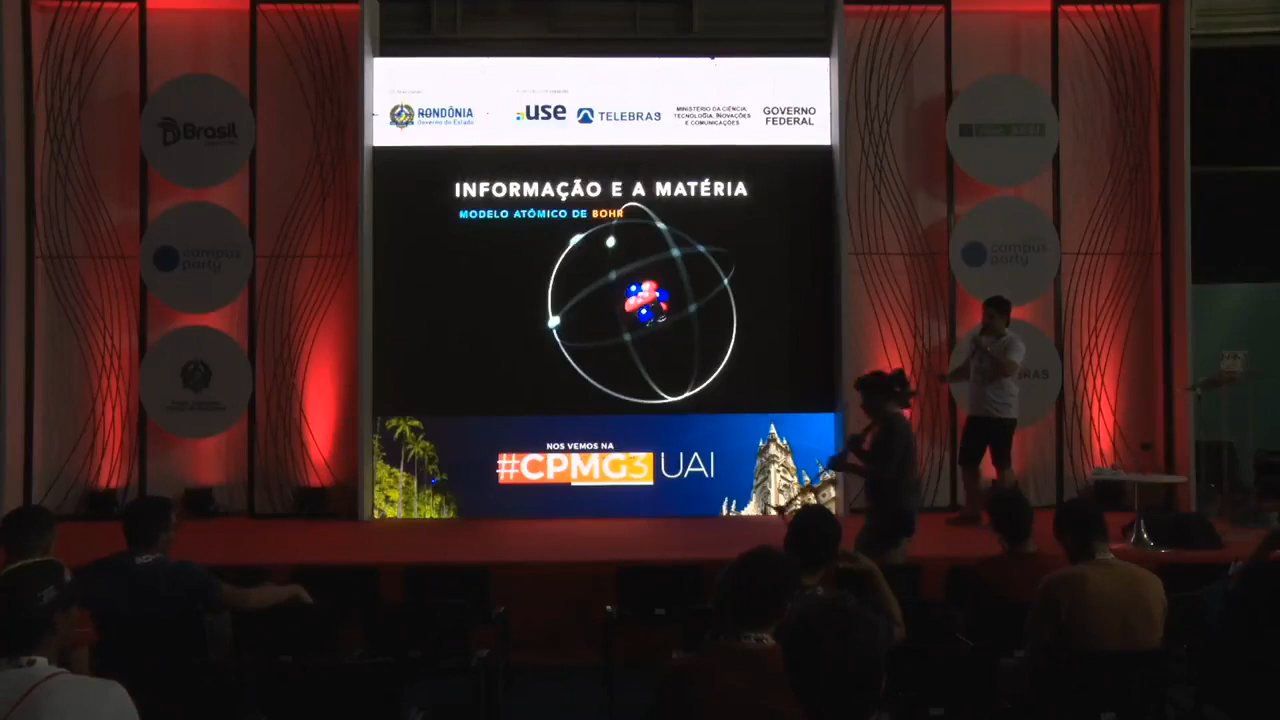 RONDÔNIA
Governo do Estado
use
TELEBRAS
MINISTÉRIO DA CIÊNCIA,
TECNOLOGIA, INOVAÇÕES
E COMUNICAÇÕES
GOVERNO
FEDERAL
INFORMAÇÃO E A MATÉRIA
MODELO ATÔMICO DE BOHR
NOS VEMOS NA
#CPMG3 UAI
Brasil
campus
party
campus
party
BRAS